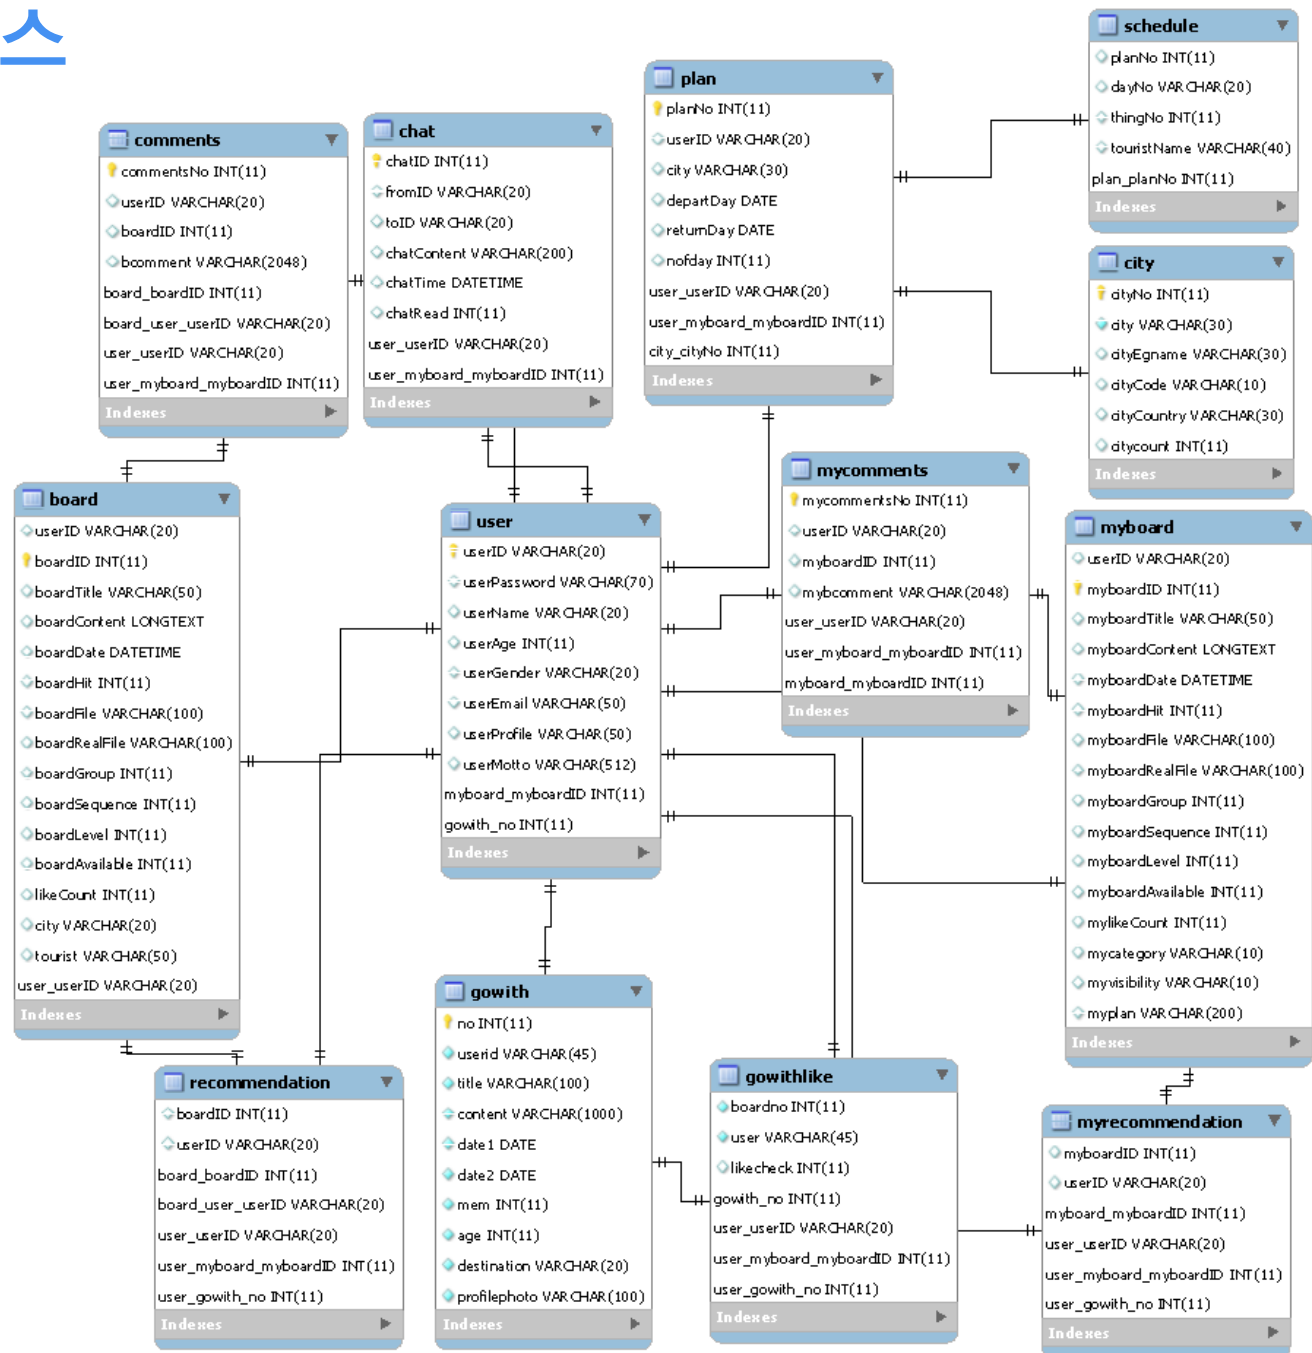 스
schedule
planNo INT(11)
dayNo VARCHAR(20)
thingNo INT(11)
touristName VARCHAR(40)
plan_planNo INT(11)
Indexes
plan
planNo INT(11)
userID VARCHAR(20)
city VARCHAR(30)
departDay DATE
returnDay DATE
nofday INT(11)
user_userID VARCHAR(20)
user_myboard_myboardID INT(11)
city_cityNo INT(11)
Indexes
chat
chatID INT(11)
fromID VARCHAR(20)
toID VARCHAR(20)
chatContent VARCHAR(200)
chatTime DATETIME
chatRead INT(11)
user_userID VARCHAR(20)
user_myboard_myboardID INT(11)
Indexes
comments
commentsNo INT(11)
userID VARCHAR(20)
boardID INT(11)
bcomment VARCHAR(2048)
board_boardID INT(11)
board_user_userID VARCHAR(20)
user_userID VARCHAR(20)
user_myboard_myboardID INT(11)
Indexes
city
cityNo INT(11)
city VARCHAR(30)
cityEgname VARCHAR(30)
cityCode VARCHAR(10)
cityCountry VARCHAR(30)
citycount INT(11)
Indexes
mycomments
mycommentsNo INT(11)
userID VARCHAR(20)
myboardID INT(11)
mybcomment VARCHAR(2048)
user_userID VARCHAR(20)
user_myboard_myboardID INT(11)
myboard_myboardID INT(11)
Indexes
board
userID VARCHAR(20)
boardID INT(11)
boardTitle VARCHAR(50)
boardContent LONGTEXT
boardDate DATETIME
boardHit INT(11)
boardFile VARCHAR(100)
boardRealFile VARCHAR(100)
boardGroup INT(11)
boardSequence INT(11)
boardLevel INT(11)
boardAvailable INT(11)
likeCount INT(11)
city VARCHAR(20)
tourist VARCHAR(50)
user_userID VARCHAR(20)
Indexes
user
userID VARCHAR(20)
userPassword VARCHAR(70)
userName VARCHAR(20)
userAge INT(11)
userGender VARCHAR(20)
userEmail VARCHAR(50)
userProfile VARCHAR(50)
userMotto VARCHAR(512)
myboard_myboardID INT(11)
gowith_no INT(11)
Indexes
myboard
userID VARCHAR(20)
myboardID INT(11)
myboardTitle VARCHAR(50)
myboardContent LONGTEXT
myboardDate DATETIME
myboardHit INT(11)
myboardFile VARCHAR(100)
myboardRealFile VARCHAR(100)
myboardGroup INT(11)
myboardSequence INT(11)
myboardLevel INT(11)
myboardAvailable INT(11)
mylikeCount INT(11)
mycategory VARCHAR(10)
myvisibility VARCHAR(10)
myplan VARCHAR(200)
Indexes
gowith
no INT(11)
userid VARCHAR(45)
title VARCHAR(100)
content VARCHAR(1000)
date1 DATE
date2 DATE
mem INT(11)
age INT(11)
destination VARCHAR(20)
profilephoto VARCHAR(100)
Indexes
recommendation
boardID INT(11)
userID VARCHAR(20)
board_boardID INT(11)
board_user_userID VARCHAR(20)
user_userID VARCHAR(20)
user_myboard_myboardID INT(11)
user_gowith_no INT(11)
Indexes
gowithlike
boardno INT(11)
user VARCHAR(45)
likecheck INT(11)
gowith_no INT(11)
user_userID VARCHAR(20)
user_myboard_myboardID INT(11)
user_gowith_no INT(11)
Indexes
myrecommendation
myboardID INT(11)
userID VARCHAR(20)
myboard_myboardID INT(11)
user_userID VARCHAR(20)
user_myboard_myboardID INT(11)
user_gowith_no INT(11)
Indexes